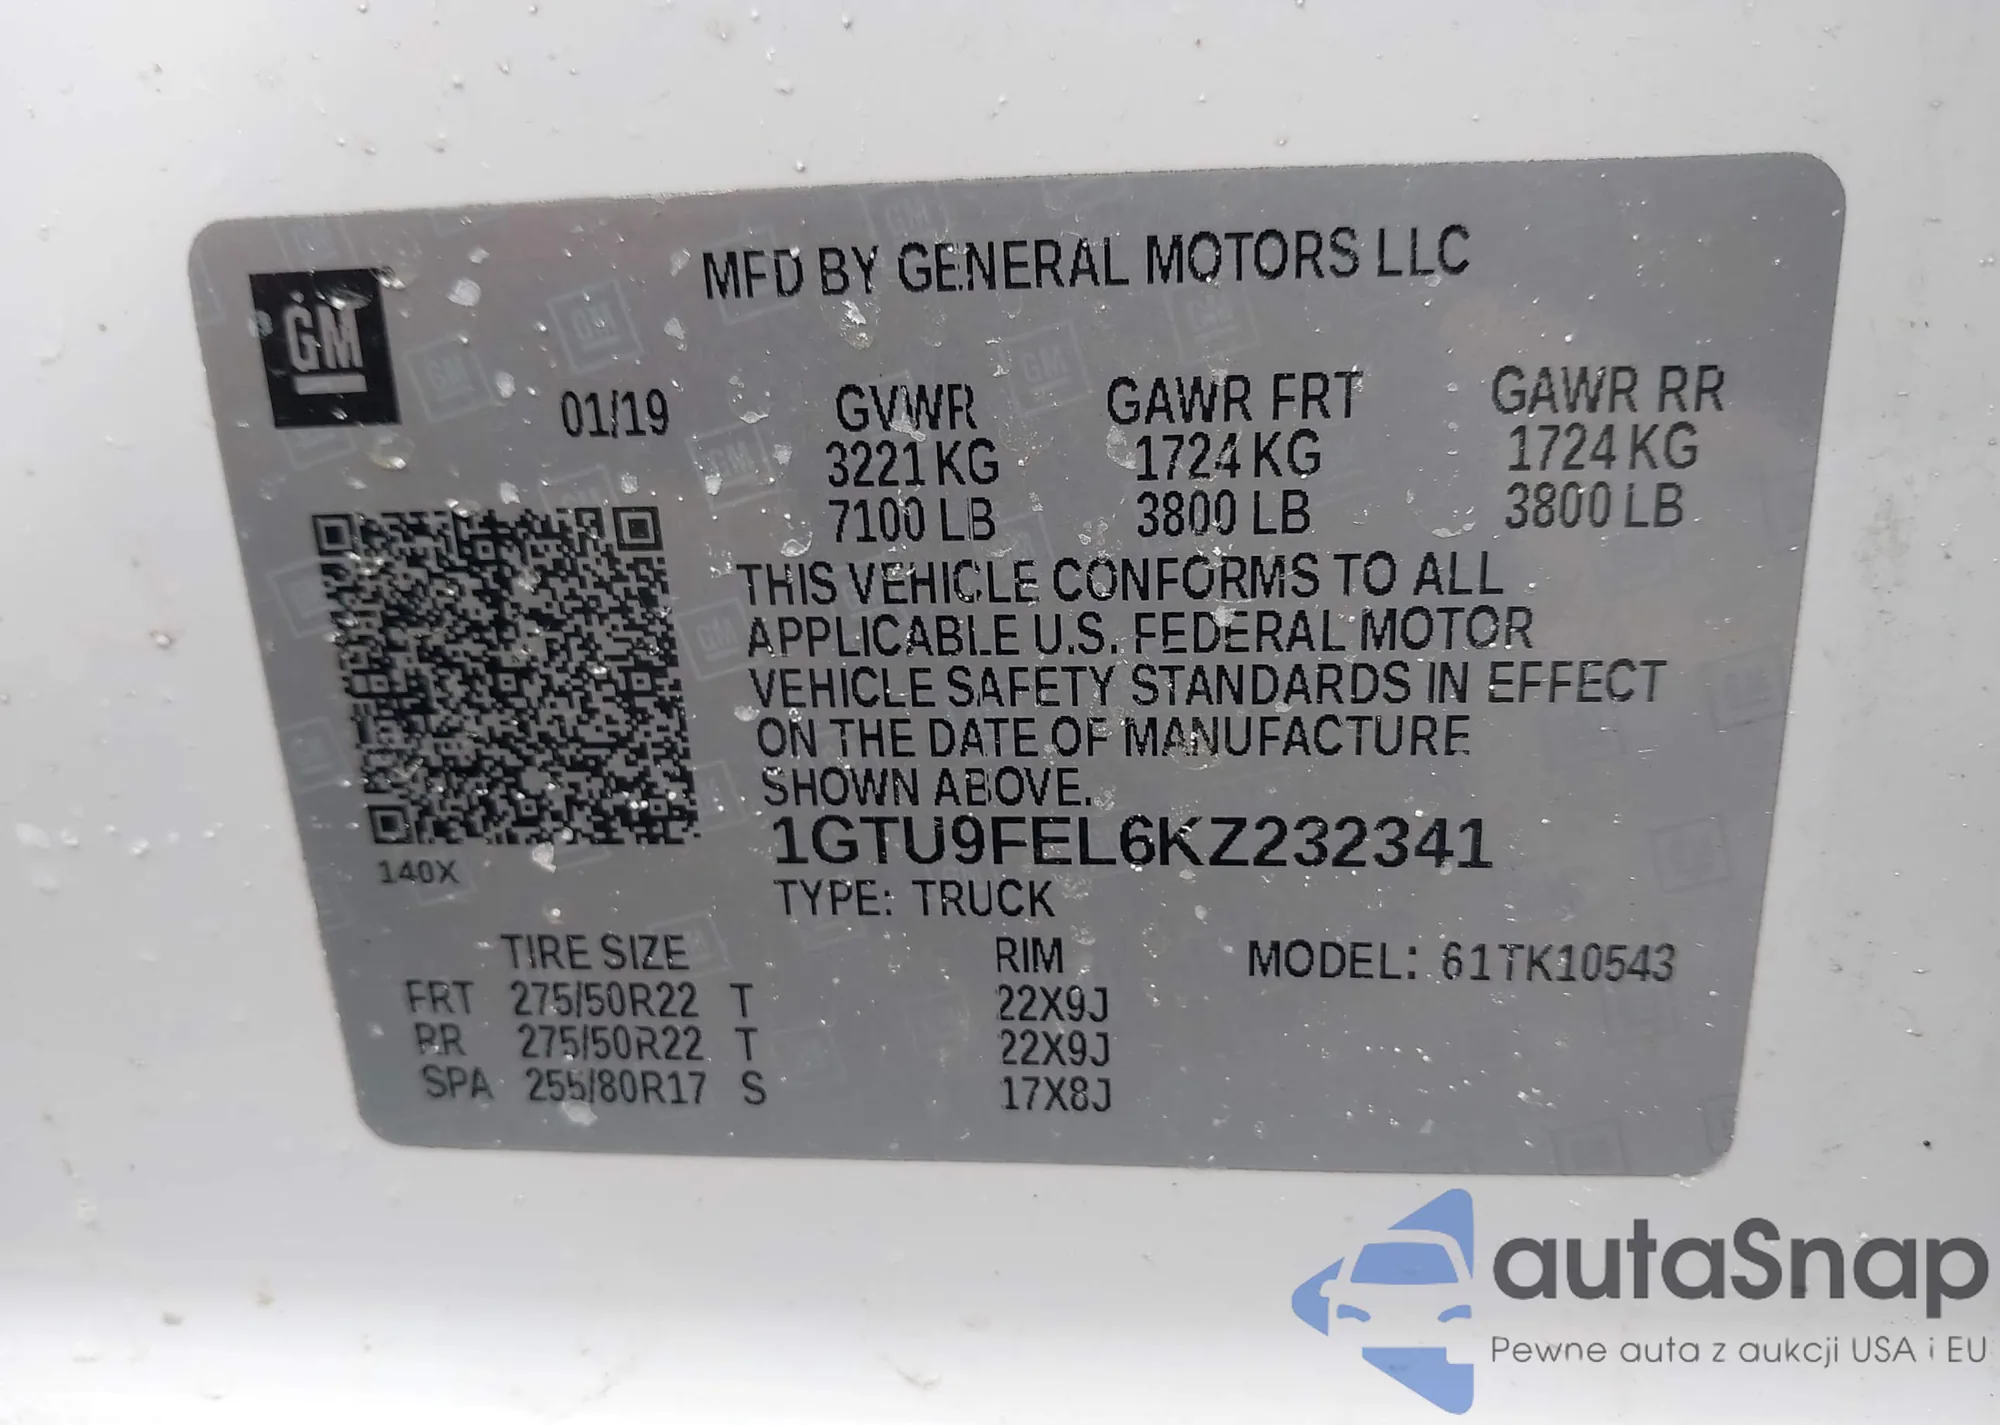 MFD BY GENERAL MOTORS LLC
GM
01/19
GVWR GAWR FRT GAWR RR
3221 KG 1724 KG 1724 KG
7100 LB 3800 LB 3800 LB
THIS VEHICLE CONFORMS TO ALL
APPLICABLE U.S. FEDERAL MOTOR
VEHICLE SAFETY STANDARDS IN EFFECT
ON THE DATE OF MANUFACTURE
SHOWN ABOVE.
1GTU9FEL6KZ232341
140X
TYPE: TRUCK
TIRE SIZE RIM MODEL: 61TK10543
FRT 275/50R22 T 22X9J
RR 275/50R22 T 22X9J
SPA 255/80R17 S 17X8J
autaSnap
Pewne auta z aukcji USA i EU